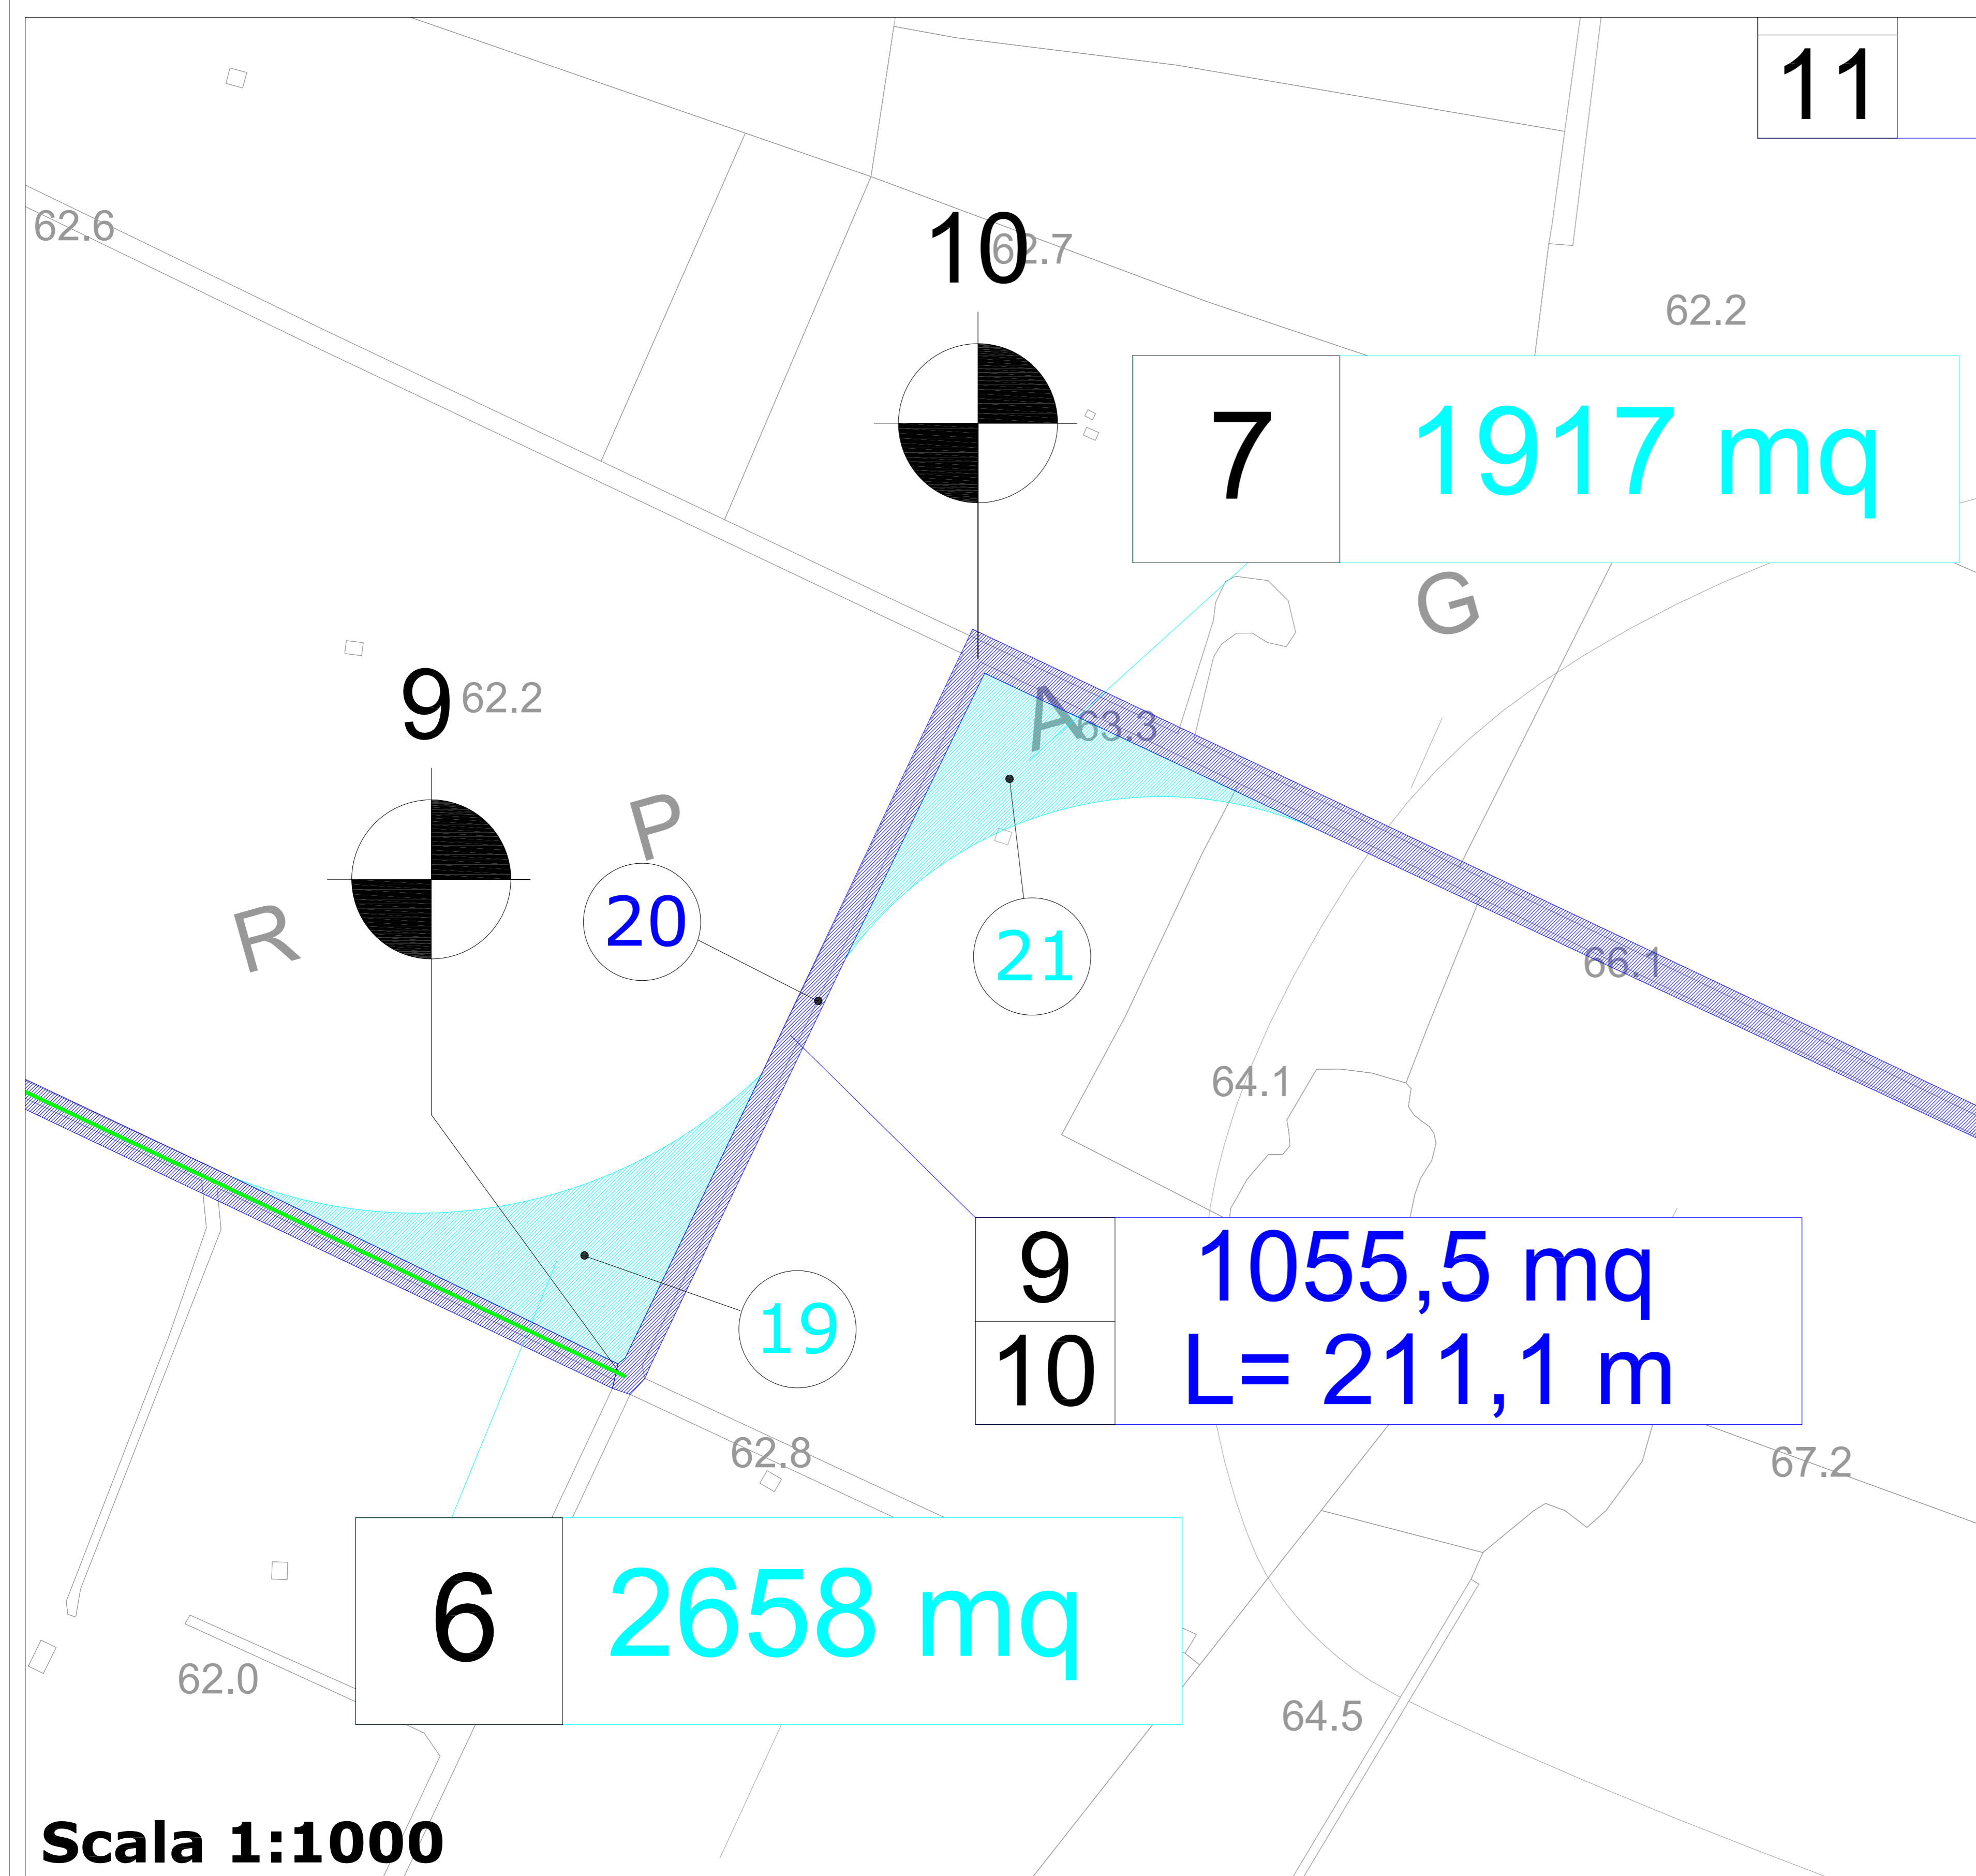 11
62.6
10
62.7
62.2
7 1917 mq
G
9
62.2
A
63.3
P
20
R
21
66.1
64.1
9 1055,5 mq
10 L= 211,1 m
19
62.8
67.2
6 2658 mq
62.0
64.5
Scala 1:1000